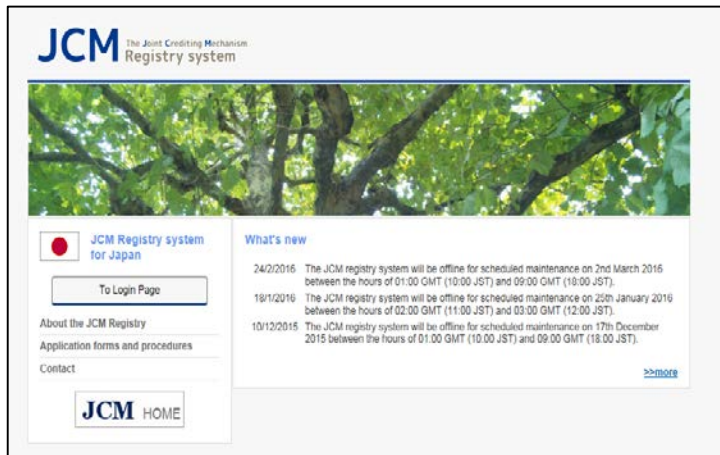 JCM The Joint Crediting Mechanism
Registry system
JCM Registry system
for Japan
To Login Page
About the JCM Registry
Application forms and procedures
Contact
JCM HOME
What's new
24/2/2016 The JCM registry system will be offline for scheduled maintenance on 2nd March 2016
between the hours of 01:00 GMT (10:00 JST) and 09:00 GMT (18:00 JST).
18/1/2016 The JCM registry system will be offline for scheduled maintenance on 25th January 2016
between the hours of 02:00 GMT (11:00 JST) and 03:00 GMT (12:00 JST).
10/12/2015 The JCM registry system will be offline for scheduled maintenance on 17th December
2015 between the hours of 01:00 GMT (10:00 JST) and 09:00 GMT (18:00 JST).
>>more